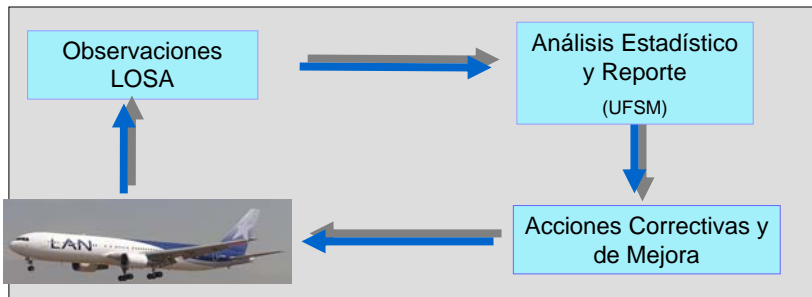 Observaciones
LOSA
Análisis Estadístico
y Reporte
(UFSM)
LAN
Acciones Correctivas y
de Mejora